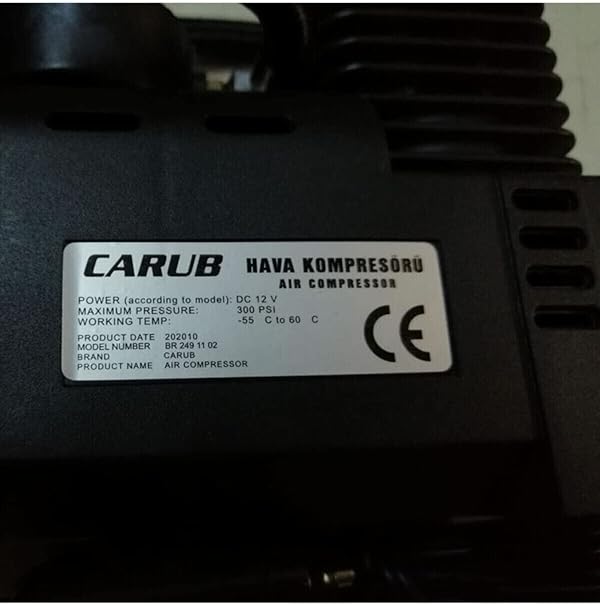 CARUB HAVA KOMPRESÖRÜ
AIR COMPRESSOR
POWER (according to model): DC 12 V
MAXIMUM PRESSURE: 300 PSI
WORKING TEMP: -55 C to 60 C
PRODUCT DATE 202010
MODEL NUMBER BR 249 11 02
BRAND CARUB
PRODUCT NAME AIR COMPRESSOR
CE